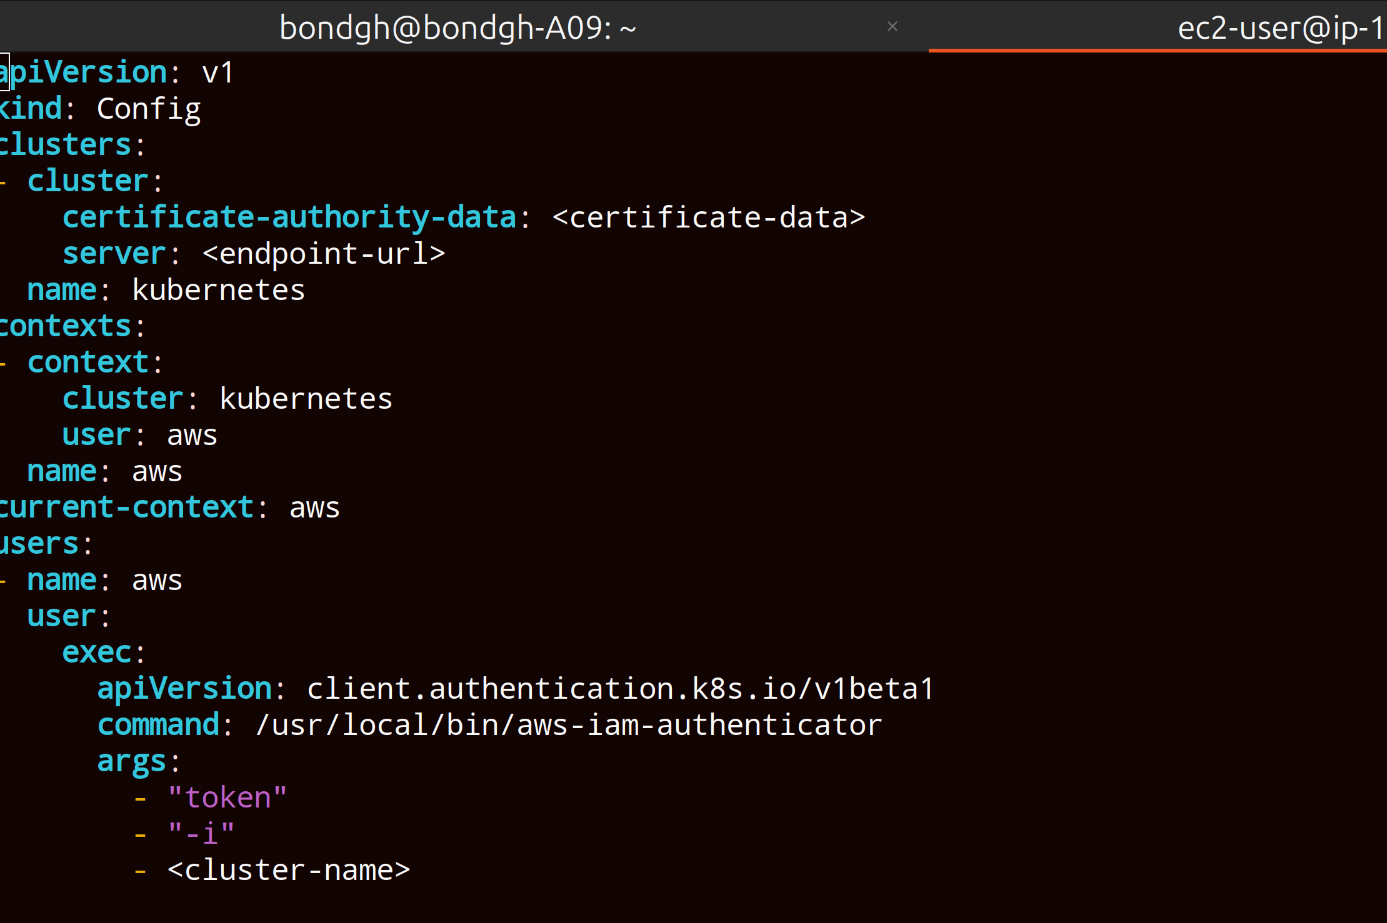 bondgh@bondgh-A09: ~ × ec2-user@ip-1
apiVersion: v1
kind: Config
clusters:
- cluster:
    certificate-authority-data: <certificate-data>
    server: <endpoint-url>
  name: kubernetes
contexts:
- context:
    cluster: kubernetes
    user: aws
  name: aws
current-context: aws
users:
- name: aws
  user:
    exec:
      apiVersion: client.authentication.k8s.io/v1beta1
      command: /usr/local/bin/aws-iam-authenticator
      args:
        - "token"
        - "-i"
        - <cluster-name>